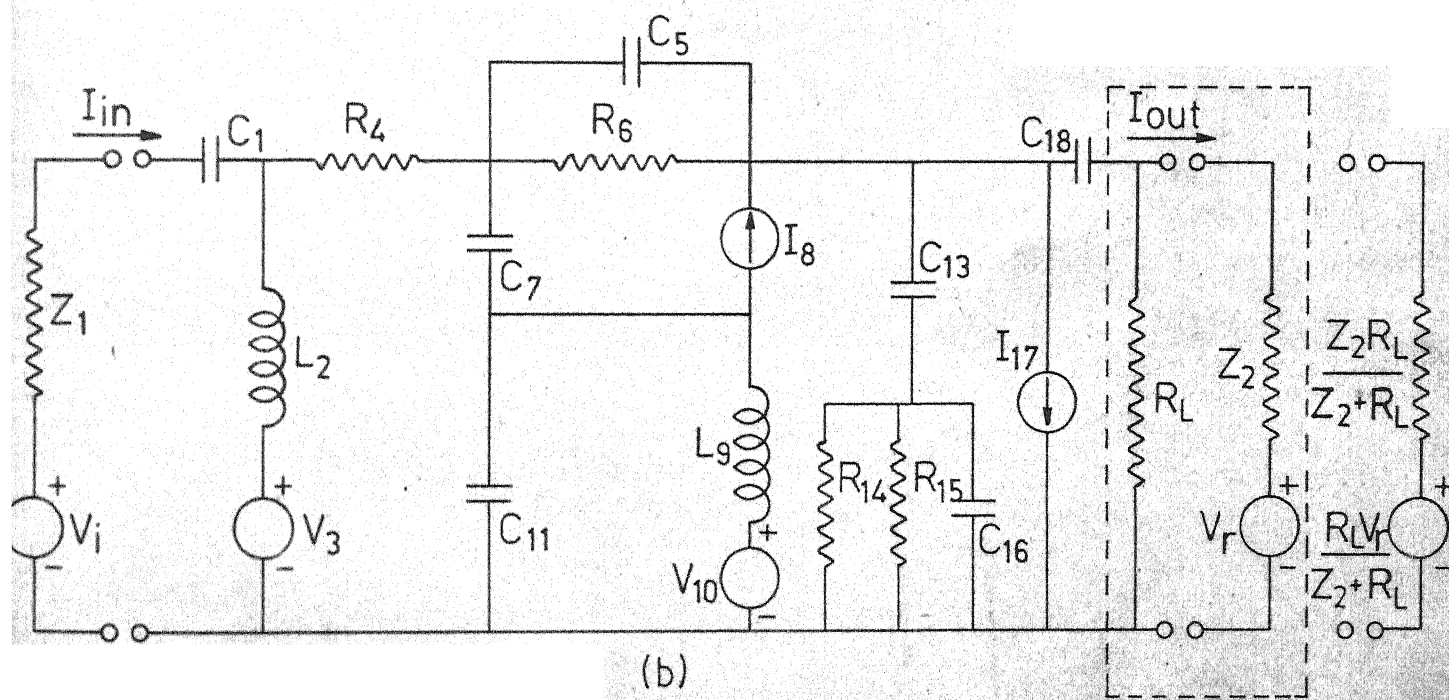 C5
Iin
C1
R4
R6
C18
Iout
I8
C7
C13
Z1
L2
I17
RL
Z2
Z2RL
Z2+RL
L9
R14
R15
C16
+
Vi
−
+
V3
−
C11
+
V10
−
+
Vr
−
RLVr
Z2+RL
+
−
(b)